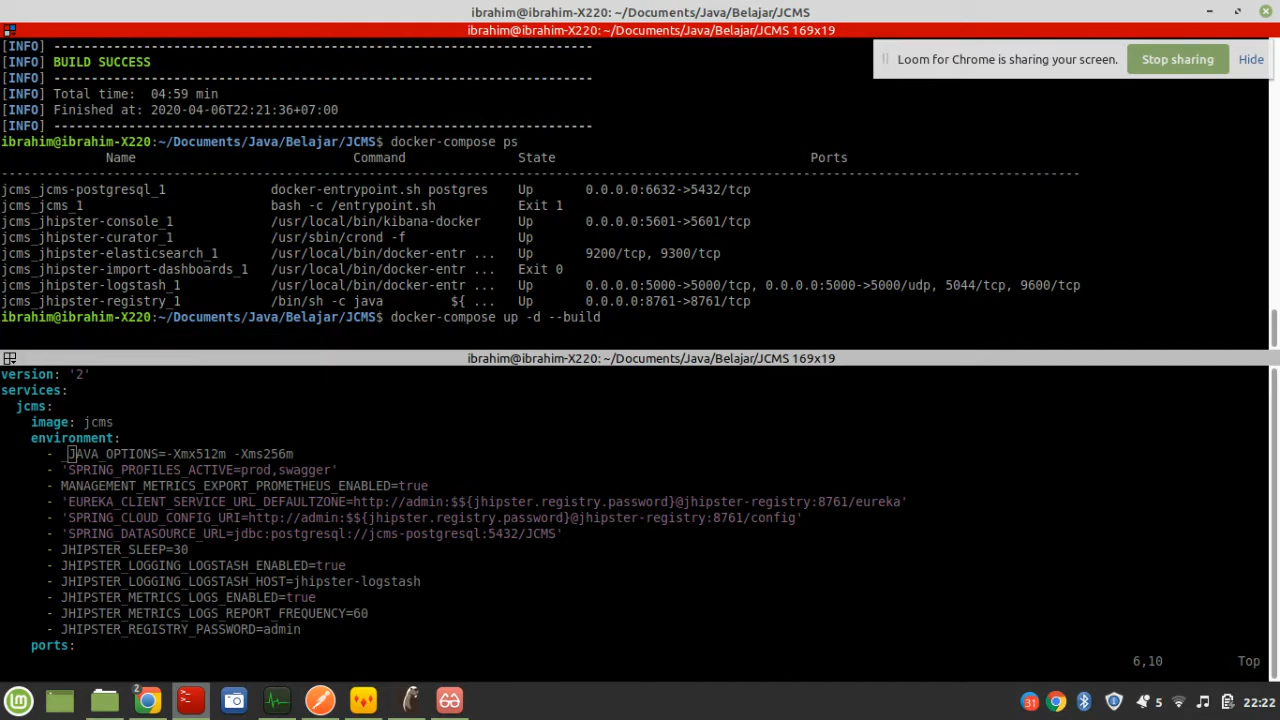 ibrahim@ibrahim-X220: ~/Documents/Java/Belajar/JCMS
ibrahim@ibrahim-X220: ~/Documents/Java/Belajar/JCMS 169x19
[INFO] ------------------------------------------------------------------------
[INFO] BUILD SUCCESS
[INFO] ------------------------------------------------------------------------
[INFO] Total time:  04:59 min
[INFO] Finished at: 2020-04-06T22:21:36+07:00
[INFO] ------------------------------------------------------------------------
Loom for Chrome is sharing your screen. Stop sharing Hide
ibrahim@ibrahim-X220:~/Documents/Java/Belajar/JCMS$ docker-compose ps
Name Command State Ports
------------------------------------------------------------------------------------------------------------------------------------------------
jcms_jcms-postgresql_1 docker-entrypoint.sh postgres Up 0.0.0.0:6632->5432/tcp
jcms_jcms_1 bash -c /entrypoint.sh Exit 1
jcms_jhipster-console_1 /usr/local/bin/kibana-docker Up 0.0.0.0:5601->5601/tcp
jcms_jhipster-curator_1 /usr/sbin/crond -f Up
jcms_jhipster-elasticsearch_1 /usr/local/bin/docker-entr ... Up 9200/tcp, 9300/tcp
jcms_jhipster-import-dashboards_1 /usr/local/bin/docker-entr ... Exit 0
jcms_jhipster-logstash_1 /usr/local/bin/docker-entr ... Up 0.0.0.0:5000->5000/tcp, 0.0.0.0:5000->5000/udp, 5044/tcp, 9600/tcp
jcms_jhipster-registry_1 /bin/sh -c java ${ ... Up 0.0.0.0:8761->8761/tcp
ibrahim@ibrahim-X220:~/Documents/Java/Belajar/JCMS$ docker-compose up -d --build
ibrahim@ibrahim-X220: ~/Documents/Java/Belajar/JCMS 169x19
version: '2'
services:
jcms:
image: jcms
environment:
- _JAVA_OPTIONS=-Xmx512m -Xms256m
- 'SPRING_PROFILES_ACTIVE=prod,swagger'
- MANAGEMENT_METRICS_EXPORT_PROMETHEUS_ENABLED=true
- 'EUREKA_CLIENT_SERVICE_URL_DEFAULTZONE=http://admin:$${jhipster.registry.password}@jhipster-registry:8761/eureka'
- 'SPRING_CLOUD_CONFIG_URI=http://admin:$${jhipster.registry.password}@jhipster-registry:8761/config'
- 'SPRING_DATASOURCE_URL=jdbc:postgresql://jcms-postgresql:5432/JCMS'
- JHIPSTER_SLEEP=30
- JHIPSTER_LOGGING_LOGSTASH_ENABLED=true
- JHIPSTER_LOGGING_LOGSTASH_HOST=jhipster-logstash
- JHIPSTER_METRICS_LOGS_ENABLED=true
- JHIPSTER_METRICS_LOGS_REPORT_FREQUENCY=60
- JHIPSTER_REGISTRY_PASSWORD=admin
ports:
6,10 Top
2
31
5
22:22